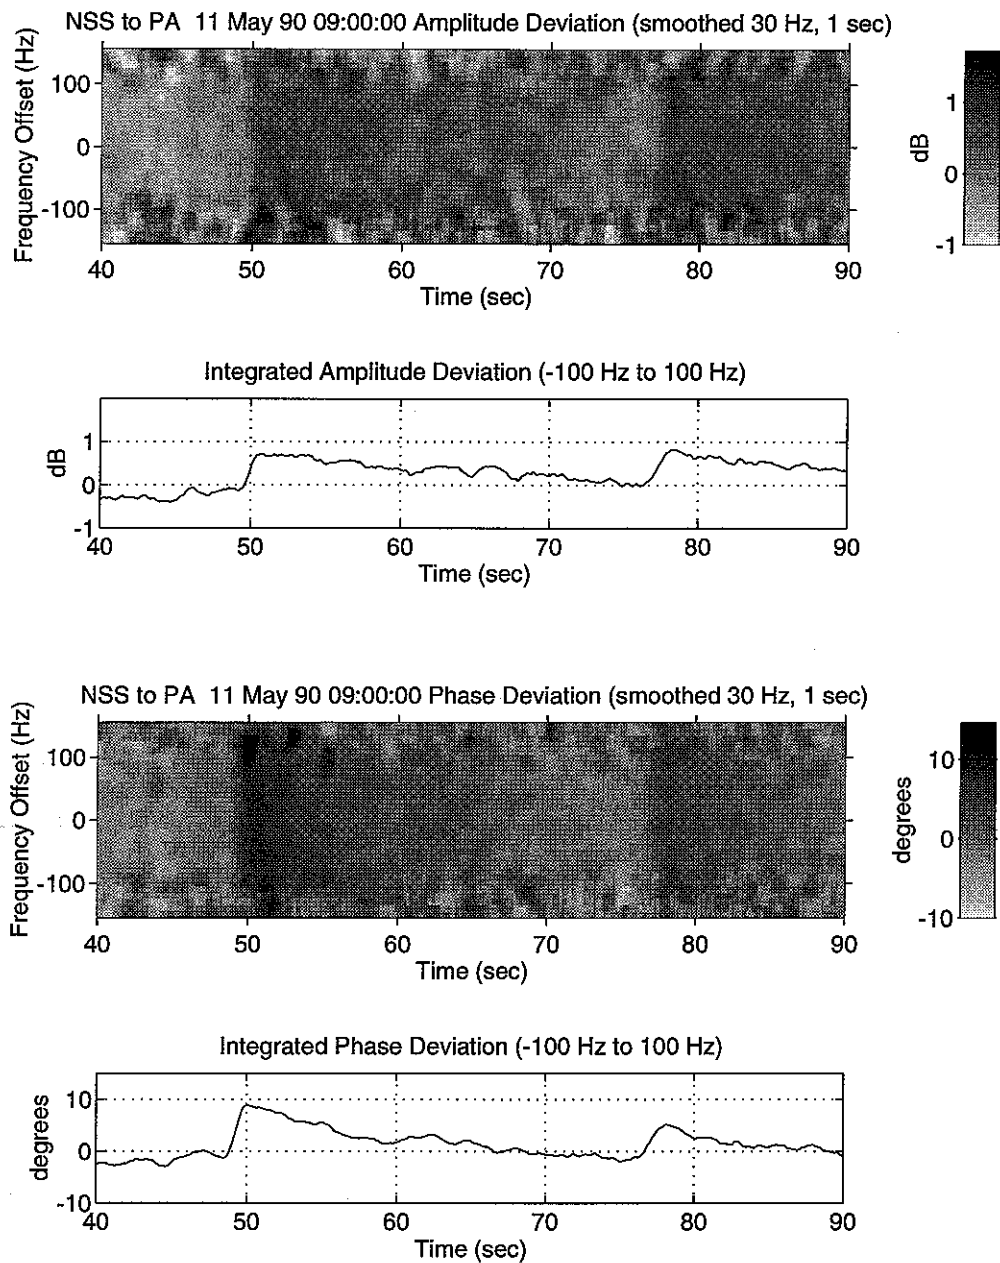 NSS to PA 11 May 90 09:00:00 Amplitude Deviation (smoothed 30 Hz, 1 sec)
Frequency Offset (Hz)
100
0
-100
40 50 60 70 80 90
Time (sec)
dB
1
0
-1
Integrated Amplitude Deviation (-100 Hz to 100 Hz)
dB
1
0
-1
40 50 60 70 80 90
Time (sec)
NSS to PA 11 May 90 09:00:00 Phase Deviation (smoothed 30 Hz, 1 sec)
Frequency Offset (Hz)
100
0
-100
40 50 60 70 80 90
Time (sec)
degrees
10
0
-10
Integrated Phase Deviation (-100 Hz to 100 Hz)
degrees
10
0
-10
40 50 60 70 80 90
Time (sec)